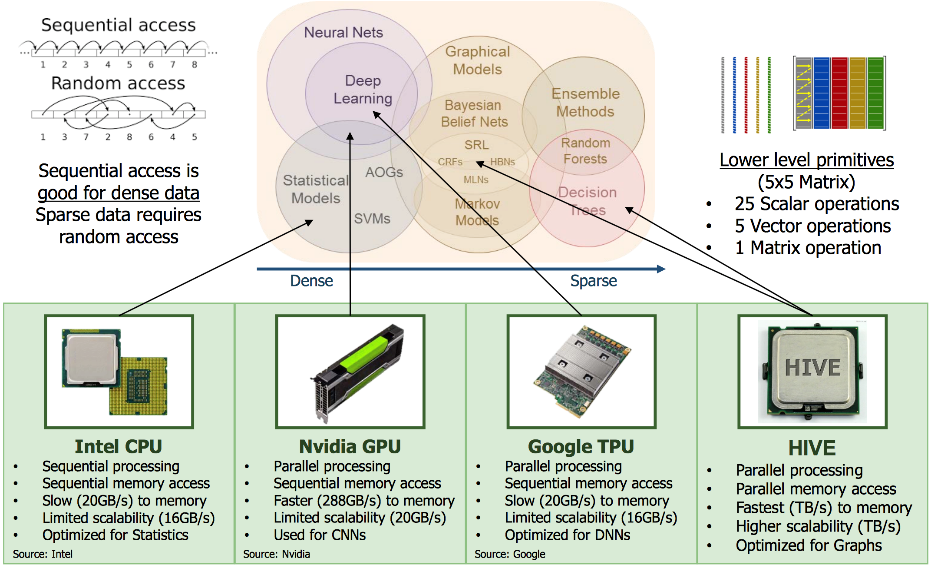 Sequential access
... ...
1 2 3 4 5 6 7 8
Random access
1 3 7 2 8 6 4 5
Sequential access is
good for dense data
Sparse data requires
random access
Neural Nets
Deep
Learning
Graphical
Models
Bayesian
Belief Nets
Ensemble
Methods
SRL
CRFs HBNs
MLNs
Random
Forests
AOGs
Statistical
Models
SVMs
Markov
Models
Decision
Trees
Dense Sparse
Lower level primitives
(5x5 Matrix)
• 25 Scalar operations
• 5 Vector operations
• 1 Matrix operation
Intel CPU
• Sequential processing
• Sequential memory access
• Slow (20GB/s) to memory
• Limited scalability (16GB/s)
• Optimized for Statistics
Source: Intel
Nvidia GPU
• Parallel processing
• Sequential memory access
• Faster (288GB/s) to memory
• Limited scalability (20GB/s)
• Used for CNNs
Source: Nvidia
Google TPU
• Parallel processing
• Sequential memory access
• Slow (20GB/s) to memory
• Limited scalability (16GB/s)
• Optimized for DNNs
Source: Google
HIVE
HIVE
• Parallel processing
• Parallel memory access
• Fastest (TB/s) to memory
• Higher scalability (TB/s)
• Optimized for Graphs